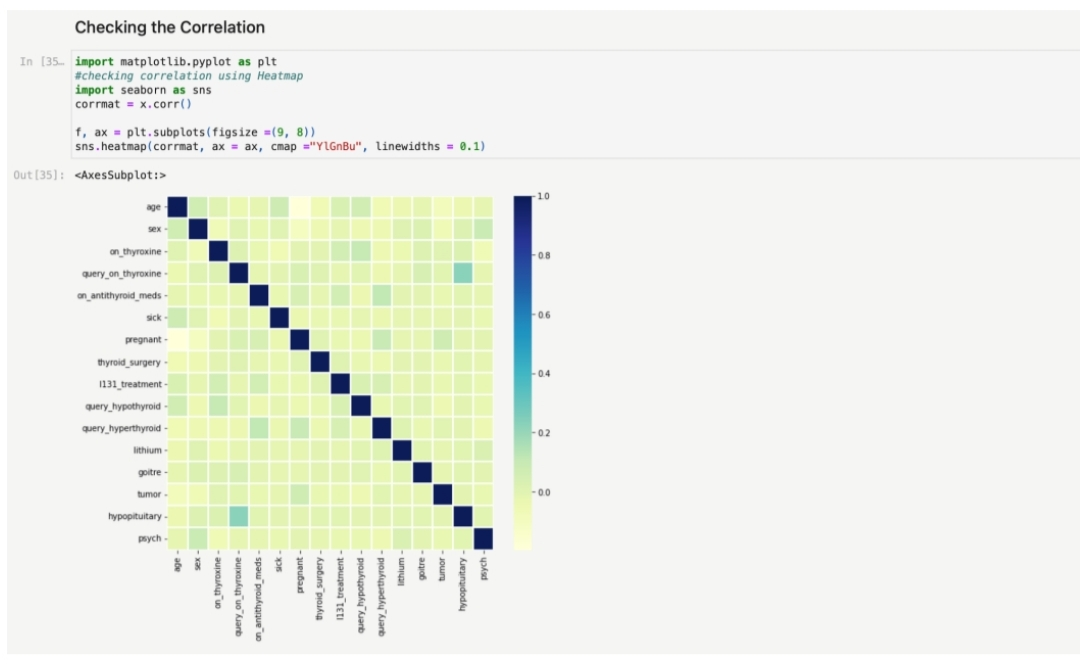 Checking the Correlation
In [35…
import matplotlib.pyplot as plt
#checking correlation using Heatmap
import seaborn as sns
corrmat = x.corr()
f, ax = plt.subplots(figsize =(9, 8))
sns.heatmap(corrmat, ax = ax, cmap ="YlGnBu", linewidths = 0.1)
Out[35]: <AxesSubplot:>
age
sex
on_thyroxine
query_on_thyroxine
on_antithyroid_meds
sick
pregnant
thyroid_surgery
I131_treatment
query_hypothyroid
query_hyperthyroid
lithium
goitre
tumor
hypopituitary
psych
age
sex
on_thyroxine
query_on_thyroxine
on_antithyroid_meds
sick
pregnant
thyroid_surgery
I131_treatment
query_hypothyroid
query_hyperthyroid
lithium
goitre
tumor
hypopituitary
psych
1.0
0.8
0.6
0.4
0.2
0.0